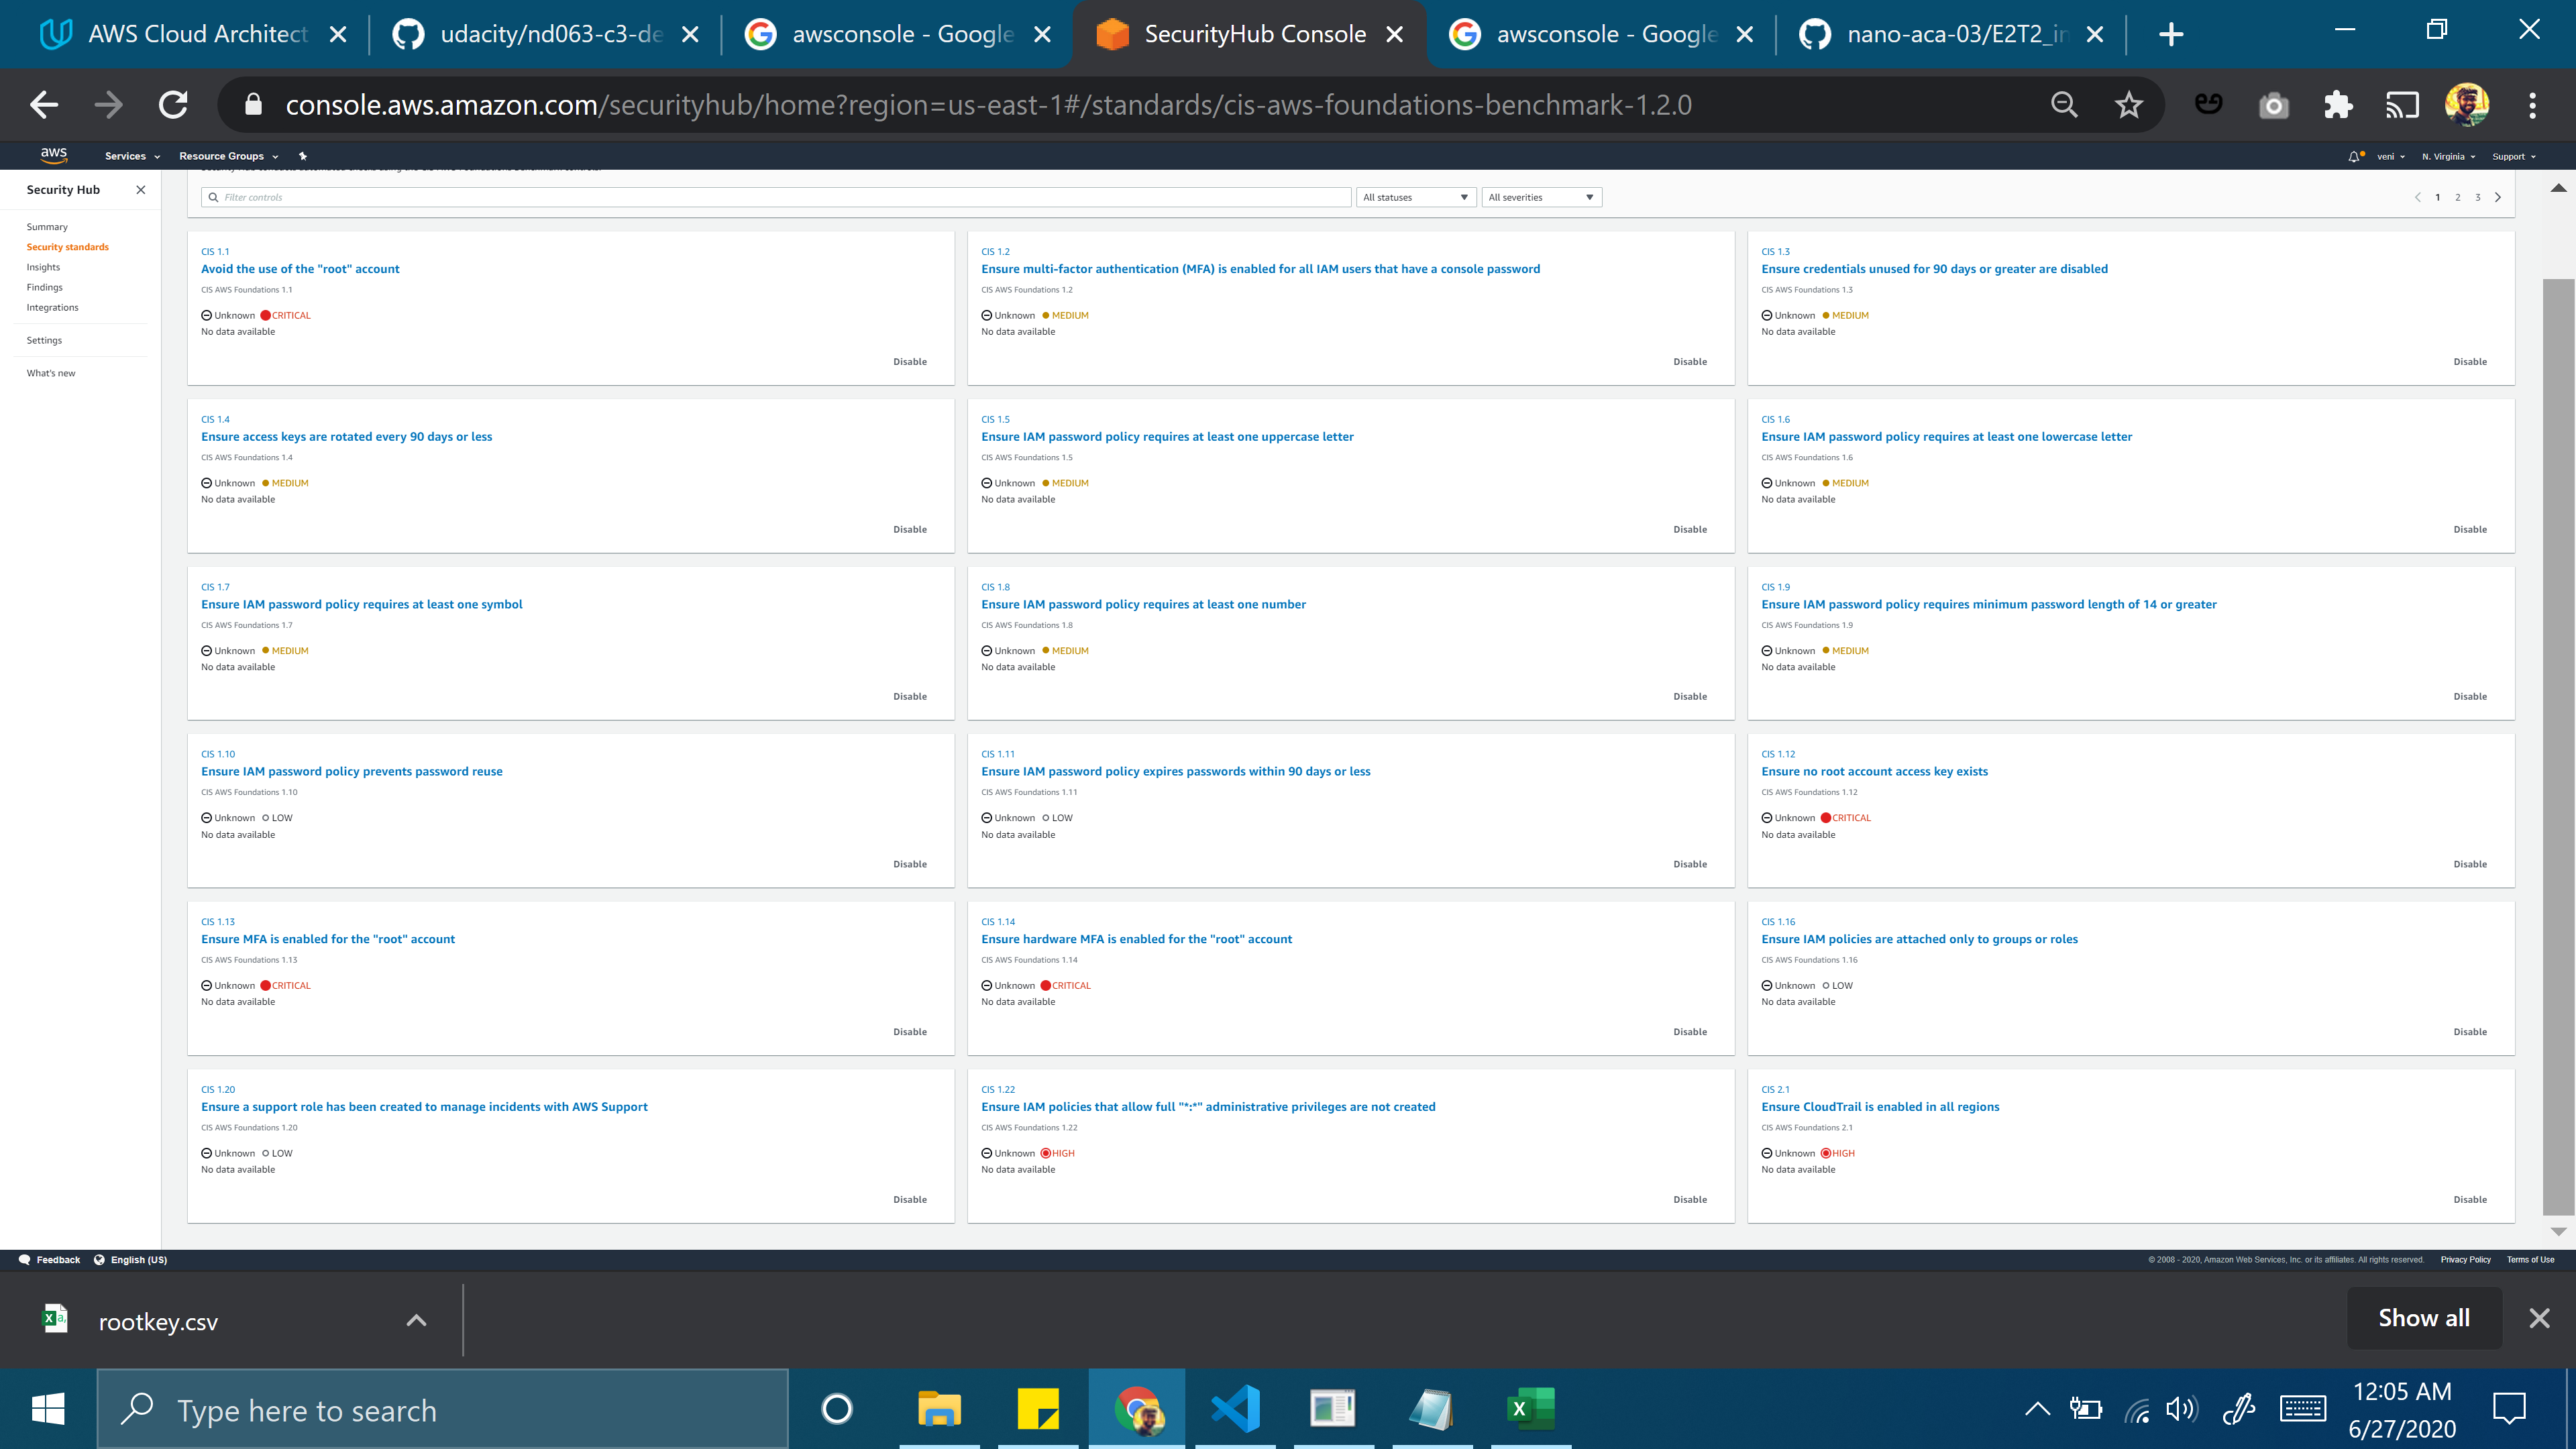 AWS Cloud Architect
udacity/nd063-c3-de
awsconsole - Google
SecurityHub Console
awsconsole - Google
nano-aca-03/E2T2_in
console.aws.amazon.com/securityhub/home?region=us-east-1#/standards/cis-aws-foundations-benchmark-1.2.0
aws
Services
Resource Groups
veni
N. Virginia
Support
Security Hub
Summary
Security standards
Insights
Findings
Integrations
Settings
What's new
Filter controls
All statuses
All severities
1 2 3
CIS 1.1
Avoid the use of the "root" account
CIS AWS Foundations 1.1
Unknown CRITICAL
No data available
Disable
CIS 1.2
Ensure multi-factor authentication (MFA) is enabled for all IAM users that have a console password
CIS AWS Foundations 1.2
Unknown MEDIUM
No data available
Disable
CIS 1.3
Ensure credentials unused for 90 days or greater are disabled
CIS AWS Foundations 1.3
Unknown MEDIUM
No data available
Disable
CIS 1.4
Ensure access keys are rotated every 90 days or less
CIS AWS Foundations 1.4
Unknown MEDIUM
No data available
Disable
CIS 1.5
Ensure IAM password policy requires at least one uppercase letter
CIS AWS Foundations 1.5
Unknown MEDIUM
No data available
Disable
CIS 1.6
Ensure IAM password policy requires at least one lowercase letter
CIS AWS Foundations 1.6
Unknown MEDIUM
No data available
Disable
CIS 1.7
Ensure IAM password policy requires at least one symbol
CIS AWS Foundations 1.7
Unknown MEDIUM
No data available
Disable
CIS 1.8
Ensure IAM password policy requires at least one number
CIS AWS Foundations 1.8
Unknown MEDIUM
No data available
Disable
CIS 1.9
Ensure IAM password policy requires minimum password length of 14 or greater
CIS AWS Foundations 1.9
Unknown MEDIUM
No data available
Disable
CIS 1.10
Ensure IAM password policy prevents password reuse
CIS AWS Foundations 1.10
Unknown LOW
No data available
Disable
CIS 1.11
Ensure IAM password policy expires passwords within 90 days or less
CIS AWS Foundations 1.11
Unknown LOW
No data available
Disable
CIS 1.12
Ensure no root account access key exists
CIS AWS Foundations 1.12
Unknown CRITICAL
No data available
Disable
CIS 1.13
Ensure MFA is enabled for the "root" account
CIS AWS Foundations 1.13
Unknown CRITICAL
No data available
Disable
CIS 1.14
Ensure hardware MFA is enabled for the "root" account
CIS AWS Foundations 1.14
Unknown CRITICAL
No data available
Disable
CIS 1.16
Ensure IAM policies are attached only to groups or roles
CIS AWS Foundations 1.16
Unknown LOW
No data available
Disable
CIS 1.20
Ensure a support role has been created to manage incidents with AWS Support
CIS AWS Foundations 1.20
Unknown LOW
No data available
Disable
CIS 1.22
Ensure IAM policies that allow full "*:*" administrative privileges are not created
CIS AWS Foundations 1.22
Unknown HIGH
No data available
Disable
CIS 2.1
Ensure CloudTrail is enabled in all regions
CIS AWS Foundations 2.1
Unknown HIGH
No data available
Disable
Feedback
English (US)
© 2008 - 2020, Amazon Web Services, Inc. or its affiliates. All rights reserved.
Privacy Policy
Terms of Use
rootkey.csv
Show all
Type here to search
12:05 AM
6/27/2020